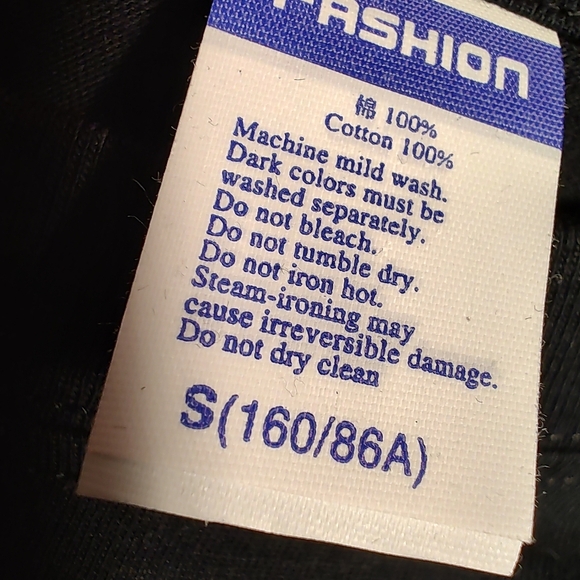 FASHION
棉 100%
Cotton 100%
Machine mild wash.
Dark colors must be
washed separately.
Do not bleach.
Do not tumble dry.
Do not iron hot.
Steam-ironing may
cause irreversible damage.
Do not dry clean
S(160/86A)